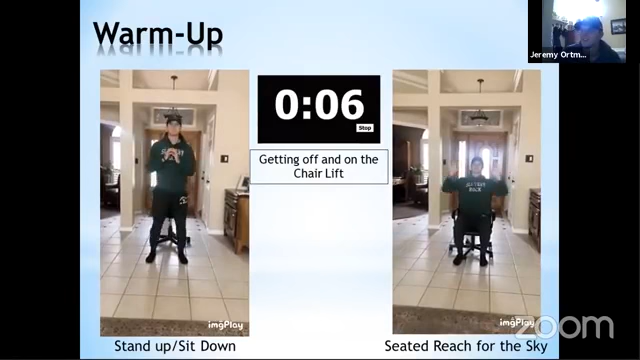 Warm-Up
Jeremy Ortm...
0:06
Stop
Getting off and on the
Chair Lift
imgPlay
imgPlay
zoom
Stand up/Sit Down
Seated Reach for the Sky